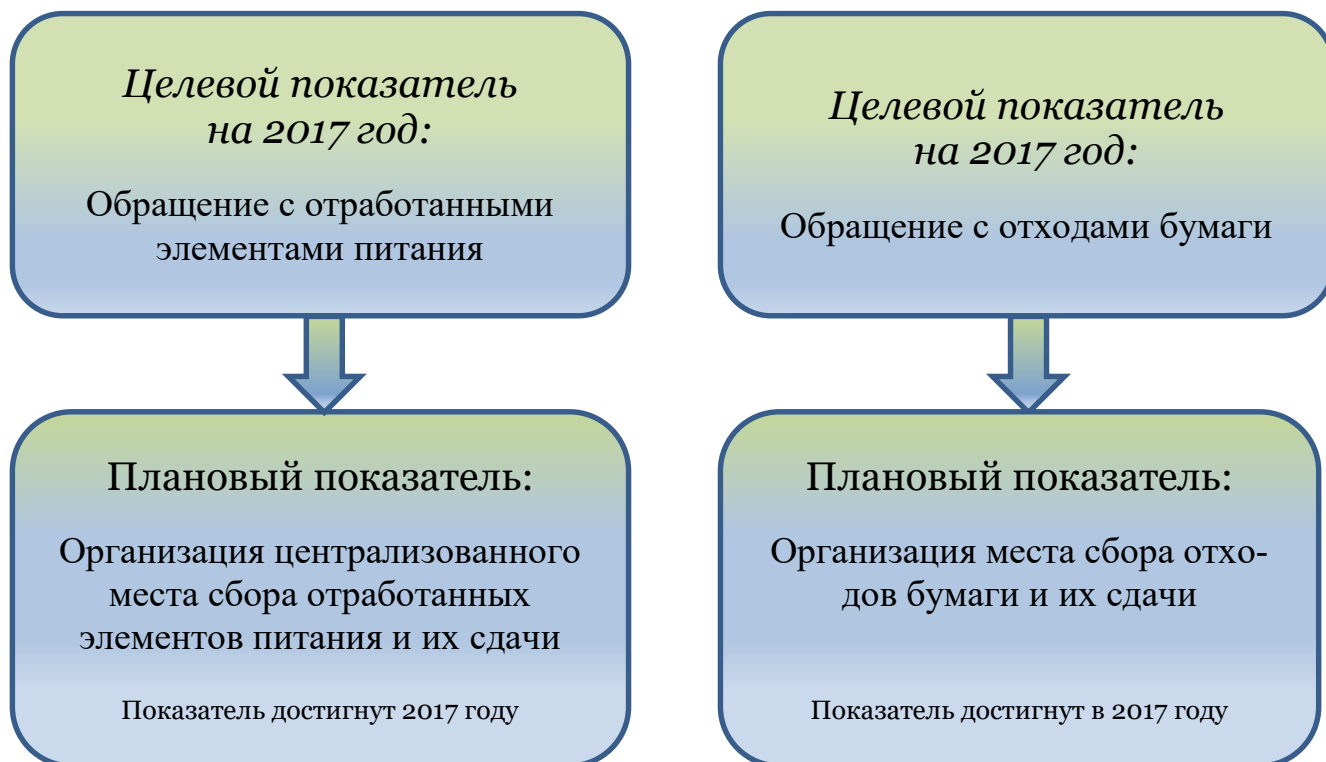 Целевой показатель
на 2017 год:
Обращение с отработанными
элементами питания
Плановый показатель:
Организация централизованного
места сбора отработанных
элементов питания и их сдачи
Показатель достигнут 2017 году
Целевой показатель
на 2017 год:
Обращение с отходами бумаги
Плановый показатель:
Организация места сбора отхо-
дов бумаги и их сдачи
Показатель достигнут в 2017 году